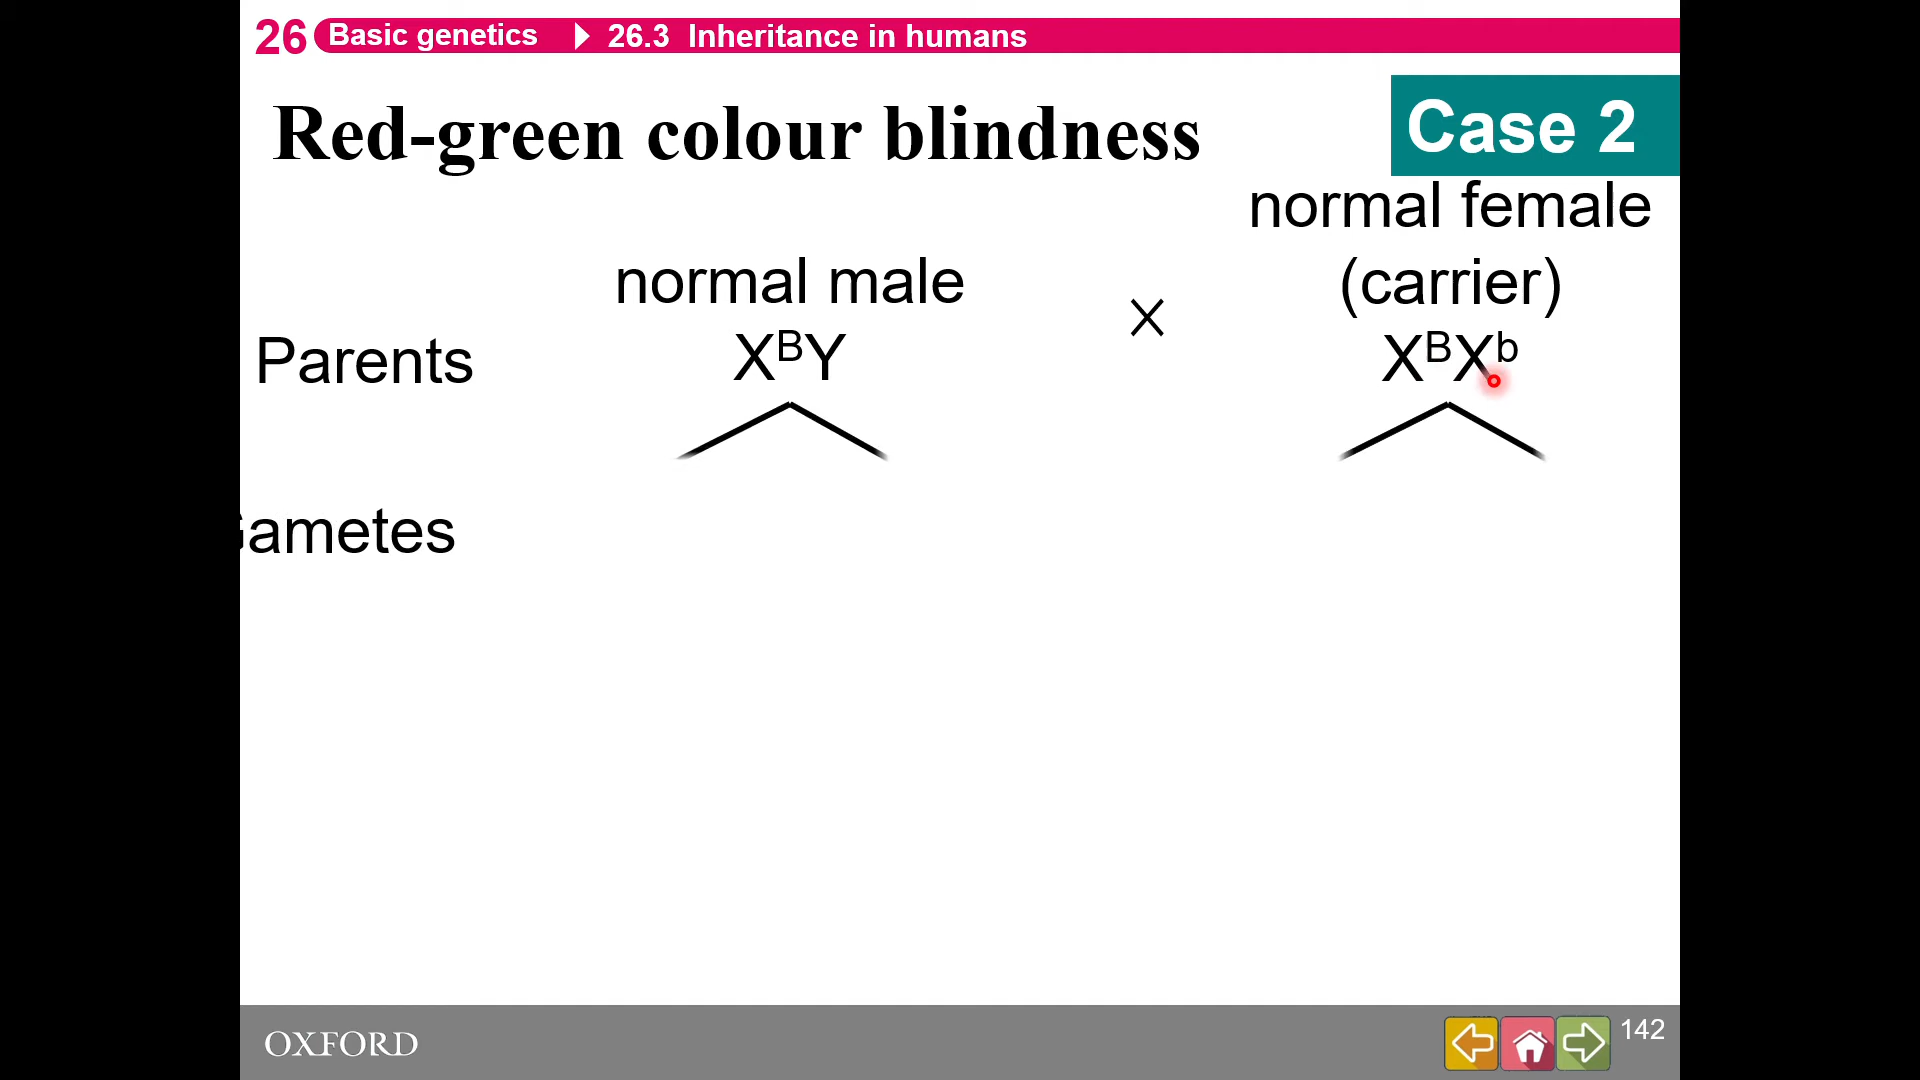 26 Basic genetics 26.3 Inheritance in humans
Red-green colour blindness
Case 2
normal female
normal male × (carrier)
Parents XᴮY XᴮXᵇ
Gametes
OXFORD
142